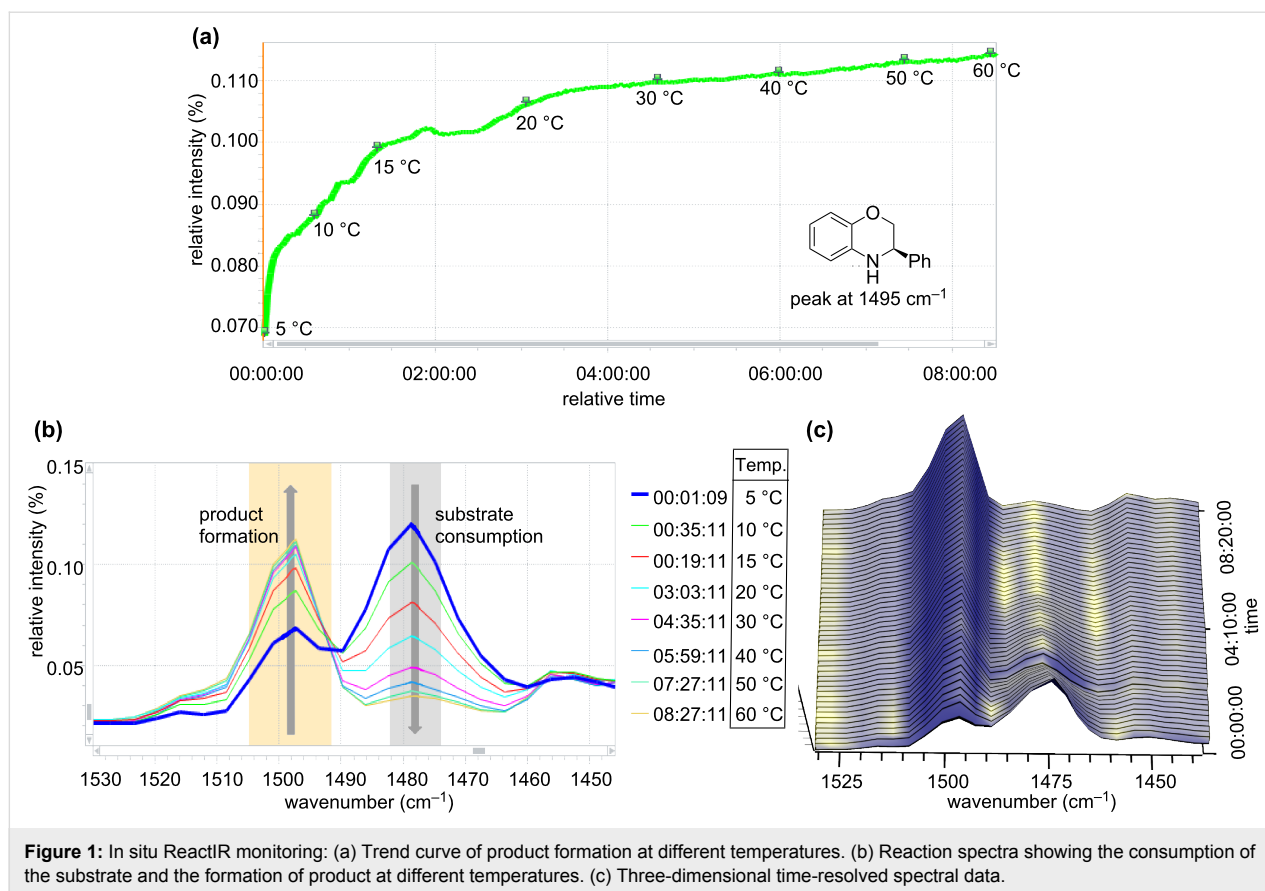 (a)
relative intensity (%)
0.110
0.100
0.090
0.080
0.070
5 °C
10 °C
15 °C
20 °C
30 °C
40 °C
50 °C
60 °C
O
N
H
Ph
peak at 1495 cm–1
00:00:00 02:00:00 04:00:00 06:00:00 08:00:00
relative time
(b)
relative intensity (%)
0.15
0.10
0.05
product
formation
substrate
consumption
1530 1520 1510 1500 1490 1480 1470 1460 1450
wavenumber (cm–1)
Temp.
00:01:09 5 °C
00:35:11 10 °C
00:19:11 15 °C
03:03:11 20 °C
04:35:11 30 °C
05:59:11 40 °C
07:27:11 50 °C
08:27:11 60 °C
(c)
1525 1500 1475 1450
wavenumber (cm–1)
00:00:00 04:10:00 08:20:00
time
Figure 1: In situ ReactIR monitoring: (a) Trend curve of product formation at different temperatures. (b) Reaction spectra showing the consumption of
the substrate and the formation of product at different temperatures. (c) Three-dimensional time-resolved spectral data.